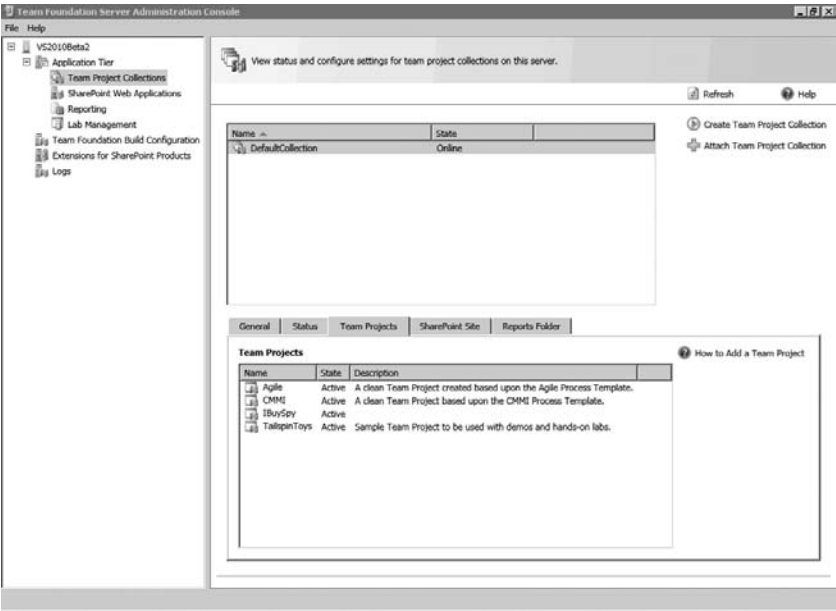 Team Foundation Server Administration Console
File Help
VS2010Beta2
Application Tier
Team Project Collections
SharePoint Web Applications
Reporting
Lab Management
Team Foundation Build Configuration
Extensions for SharePoint Products
Logs
View status and configure settings for team project collections on this server.
Refresh Help
Name State
DefaultCollection Online
Create Team Project Collection
Attach Team Project Collection
General Status Team Projects SharePoint Site Reports Folder
Team Projects
How to Add a Team Project
Name State Description
Agile Active A clean Team Project created based upon the Agile Process Template.
CMMI Active A clean Team Project based upon the CMMI Process Template.
IBuySpy Active
TailspinToys Active Sample Team Project to be used with demos and hands-on labs.